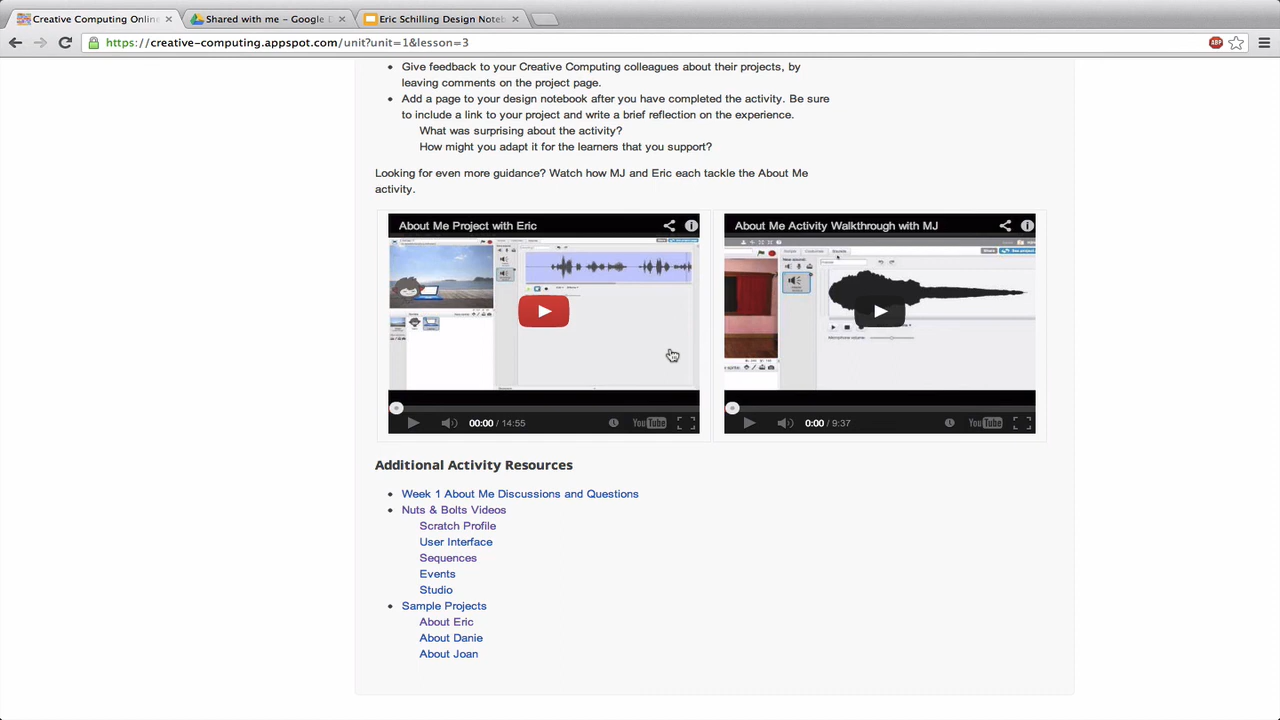 Creative Computing Online
Shared with me – Google
Eric Schilling Design Noteb
https://creative-computing.appspot.com/unit?unit=1&lesson=3
ABP
Give feedback to your Creative Computing colleagues about their projects, by
leaving comments on the project page.
Add a page to your design notebook after you have completed the activity. Be sure
to include a link to your project and write a brief reflection on the experience.
What was surprising about the activity?
How might you adapt it for the learners that you support?
Looking for even more guidance? Watch how MJ and Eric each tackle the About Me
activity.
About Me Project with Eric
About Me Activity Walkthrough with MJ
00:00 / 14:55
YouTube
0:00 / 9:37
YouTube
Additional Activity Resources
Week 1 About Me Discussions and Questions
Nuts & Bolts Videos
Scratch Profile
User Interface
Sequences
Events
Studio
Sample Projects
About Eric
About Danie
About Joan